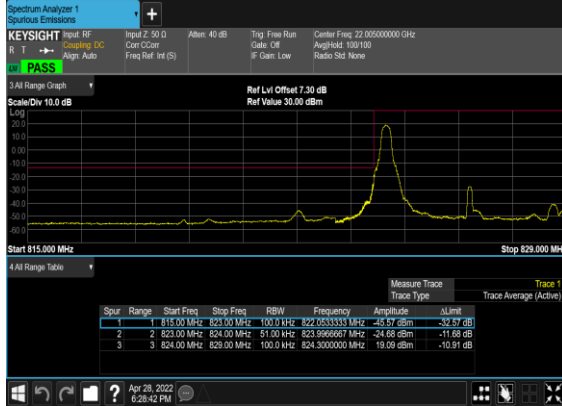 Spectrum Analyzer 1
Spurious Emissions
+
KEYSIGHT Input: RF Input Z: 50 Ω Atten: 40 dB Trig: Free Run Center Freq: 22.005000000 GHz
R T Coupling: DC Corr CCorr Gate: Off Avg|Hold: 100/100
Align: Auto Freq Ref: Int (S) IF Gain: Low Radio Std: None
PASS
3 All Range Graph
Ref Lvl Offset 7.30 dB
Scale/Div 10.0 dB Ref Value 30.00 dBm
Log
20.0
10.0
0.00
-10.0
-20.0
-30.0
-40.0
-50.0
-60.0
Start 815.000 MHz Stop 829.000 MH
4 All Range Table
Measure Trace Trace 1
Trace Type Trace Average (Active)
Spur Range Start Freq Stop Freq RBW Frequency Amplitude ΔLimit
1 1 815.00 MHz 823.00 MHz 100.0 kHz 822.0533333 MHz -45.57 dBm -32.57 dB
2 2 823.00 MHz 824.00 MHz 51.00 kHz 823.9966667 MHz -24.68 dBm -11.68 dB
3 3 824.00 MHz 829.00 MHz 100.0 kHz 824.3000000 MHz 19.09 dBm -10.91 dB
? Apr 28, 2022
6:28:42 PM